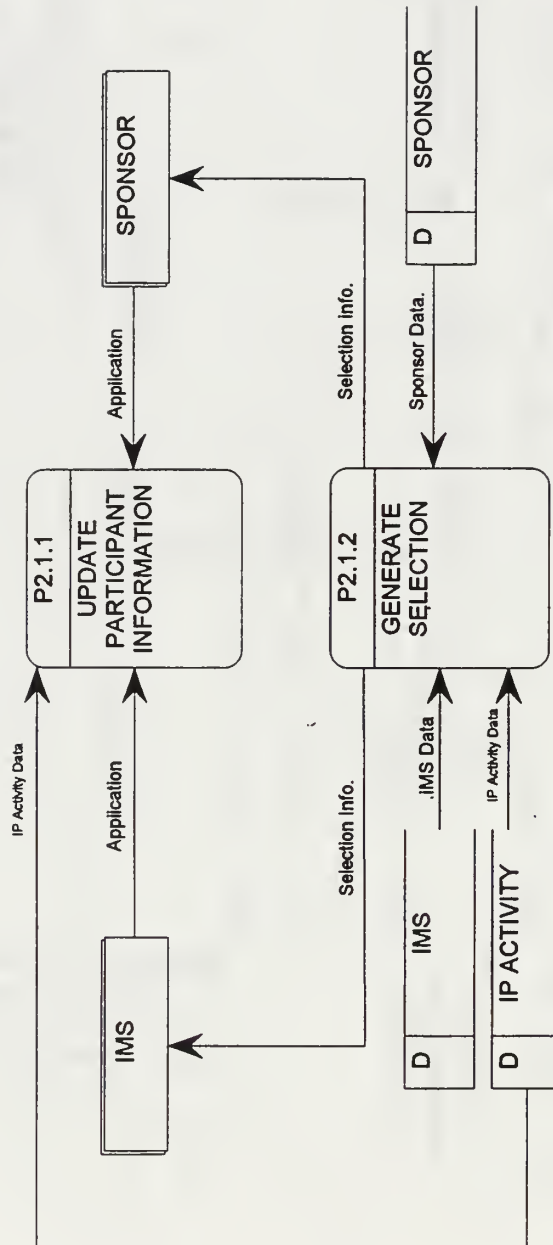 IP Activity Data
P2.1.1
UPDATE
PARTICIPANT
INFORMATION
IMS
Application
Application
SPONSOR
Selection Info.
Selection info.
P2.1.2
GENERATE
SELECTION
D
IMS
.IMS Data
D
IP ACTIVITY
IP Activity Data
Sponsor Data.
D
SPONSOR